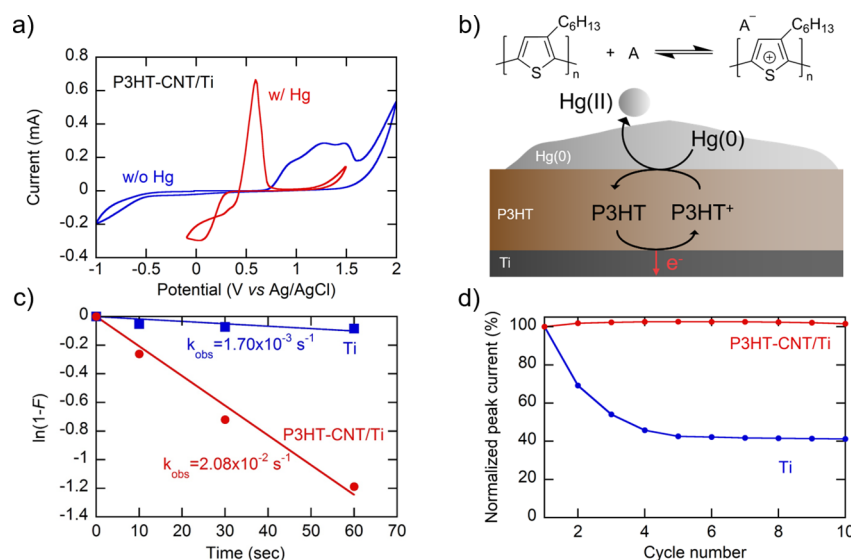 a)
P3HT-CNT/Ti
w/ Hg
w/o Hg
Current (mA)
0.8
0.6
0.4
0.2
0
-0.2
0.4
-1 -0.5 0 0.5 1 1.5 2
Potential (V vs Ag/AgCl)
b)
C₆H₁₃
S
n
+ A
A⁻
C₆H₁₃
⊕
S
n
Hg(II)
Hg(0)
Hg(0)
P3HT
P3HT
P3HT⁺
Ti
e⁻
c)
ln(1-F)
0
-0.2
-0.4
-0.6
-0.8
-1
-1.2
-1.4
k_obs=1.70x10⁻³ s⁻¹
Ti
P3HT-CNT/Ti
k_obs=2.08x10⁻² s⁻¹
0 10 20 30 40 50 60 70
Time (sec)
d)
Normalized peak current (%)
100
80
60
40
20
0
P3HT-CNT/Ti
Ti
2 4 6 8 10
Cycle number